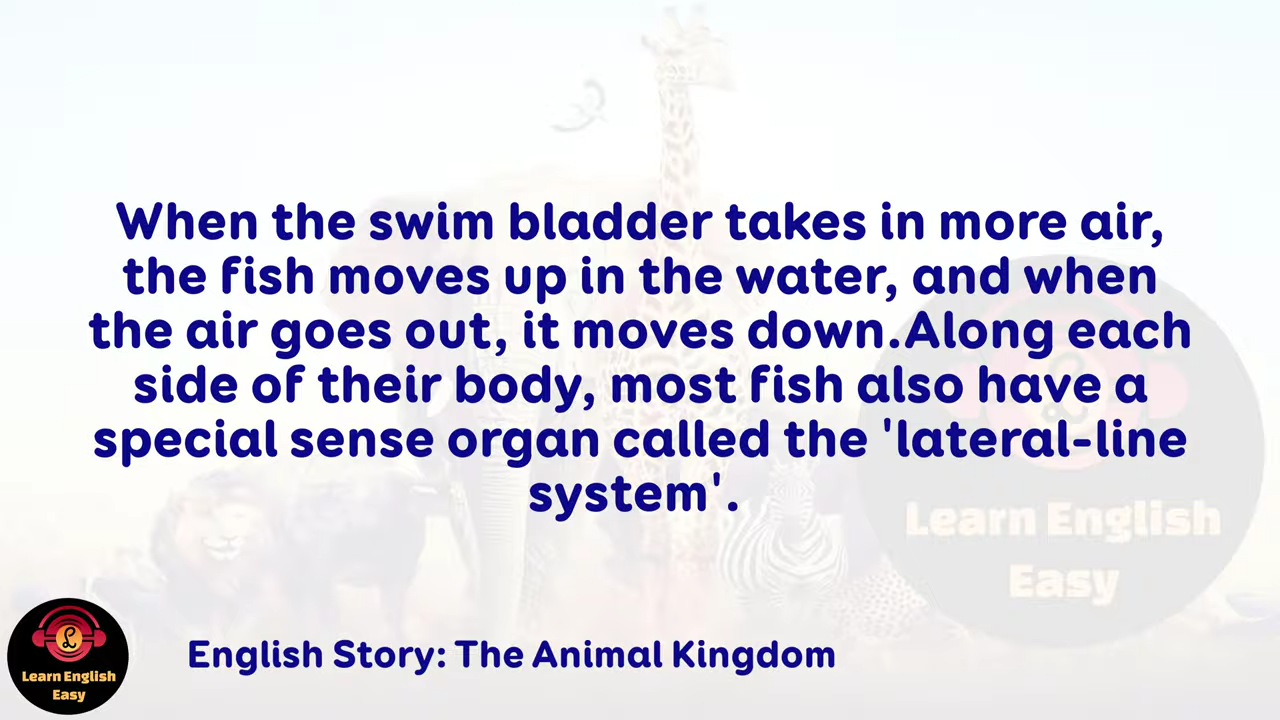 When the swim bladder takes in more air,
the fish moves up in the water, and when
the air goes out, it moves down.Along each
side of their body, most fish also have a
special sense organ called the 'lateral-line
system'.
Learn English
Easy
English Story: The Animal Kingdom
Learn English
Easy